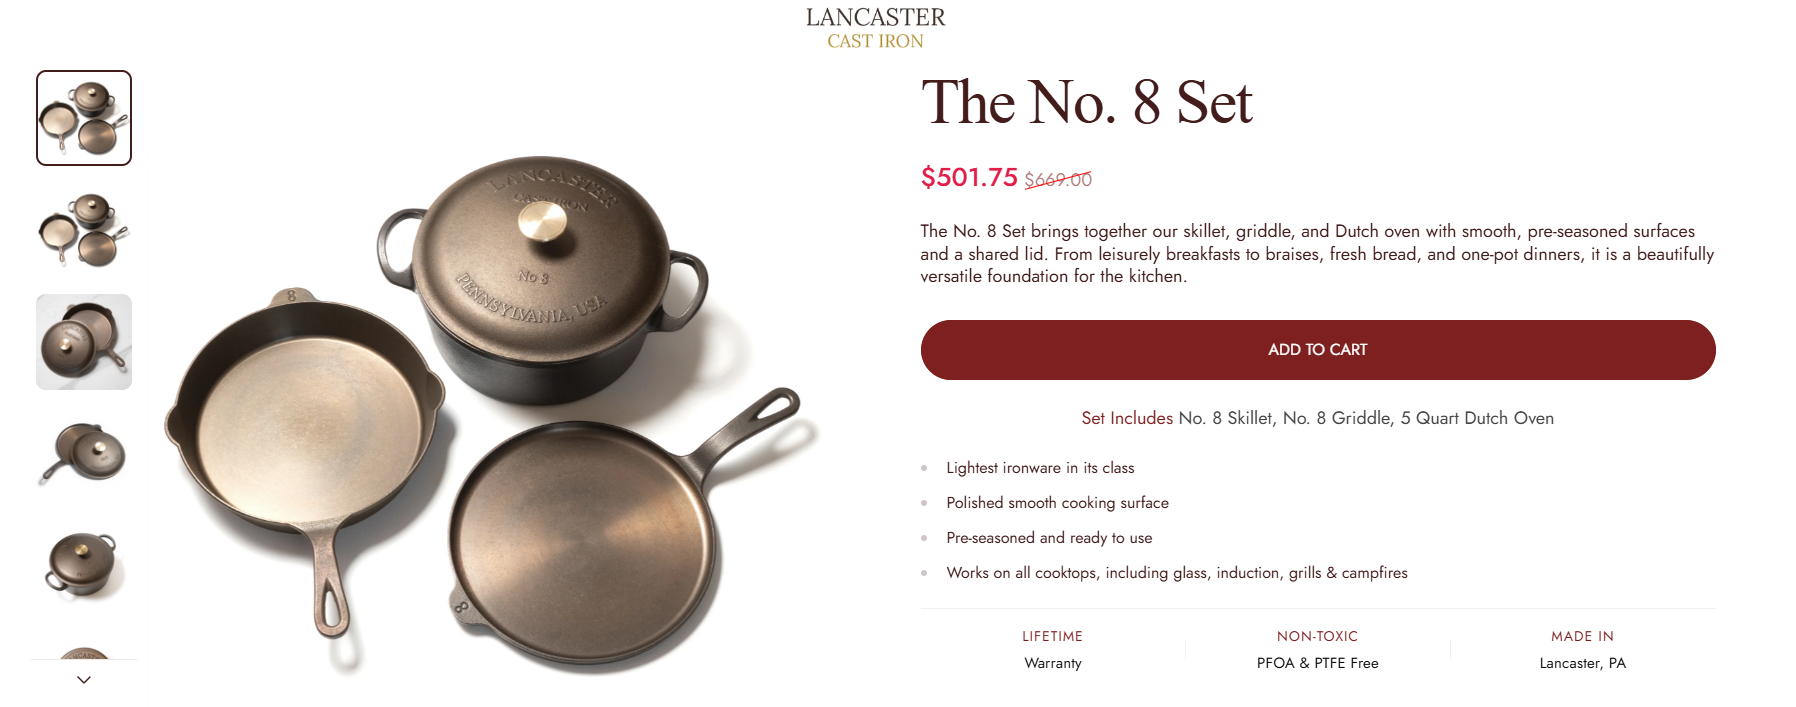 LANCASTER
CAST IRON
The No. 8 Set
$501.75 $669.00
The No. 8 Set brings together our skillet, griddle, and Dutch oven with smooth, pre-seasoned surfaces
and a shared lid. From leisurely breakfasts to braises, fresh bread, and one-pot dinners, it is a beautifully
versatile foundation for the kitchen.
ADD TO CART
Set Includes No. 8 Skillet, No. 8 Griddle, 5 Quart Dutch Oven
Lightest ironware in its class
Polished smooth cooking surface
Pre-seasoned and ready to use
Works on all cooktops, including glass, induction, grills & campfires
LIFETIME
Warranty
NON-TOXIC
PFOA & PTFE Free
MADE IN
Lancaster, PA
LANCASTER
CAST IRON
No 8
PENNSYLVANIA, USA
8
8